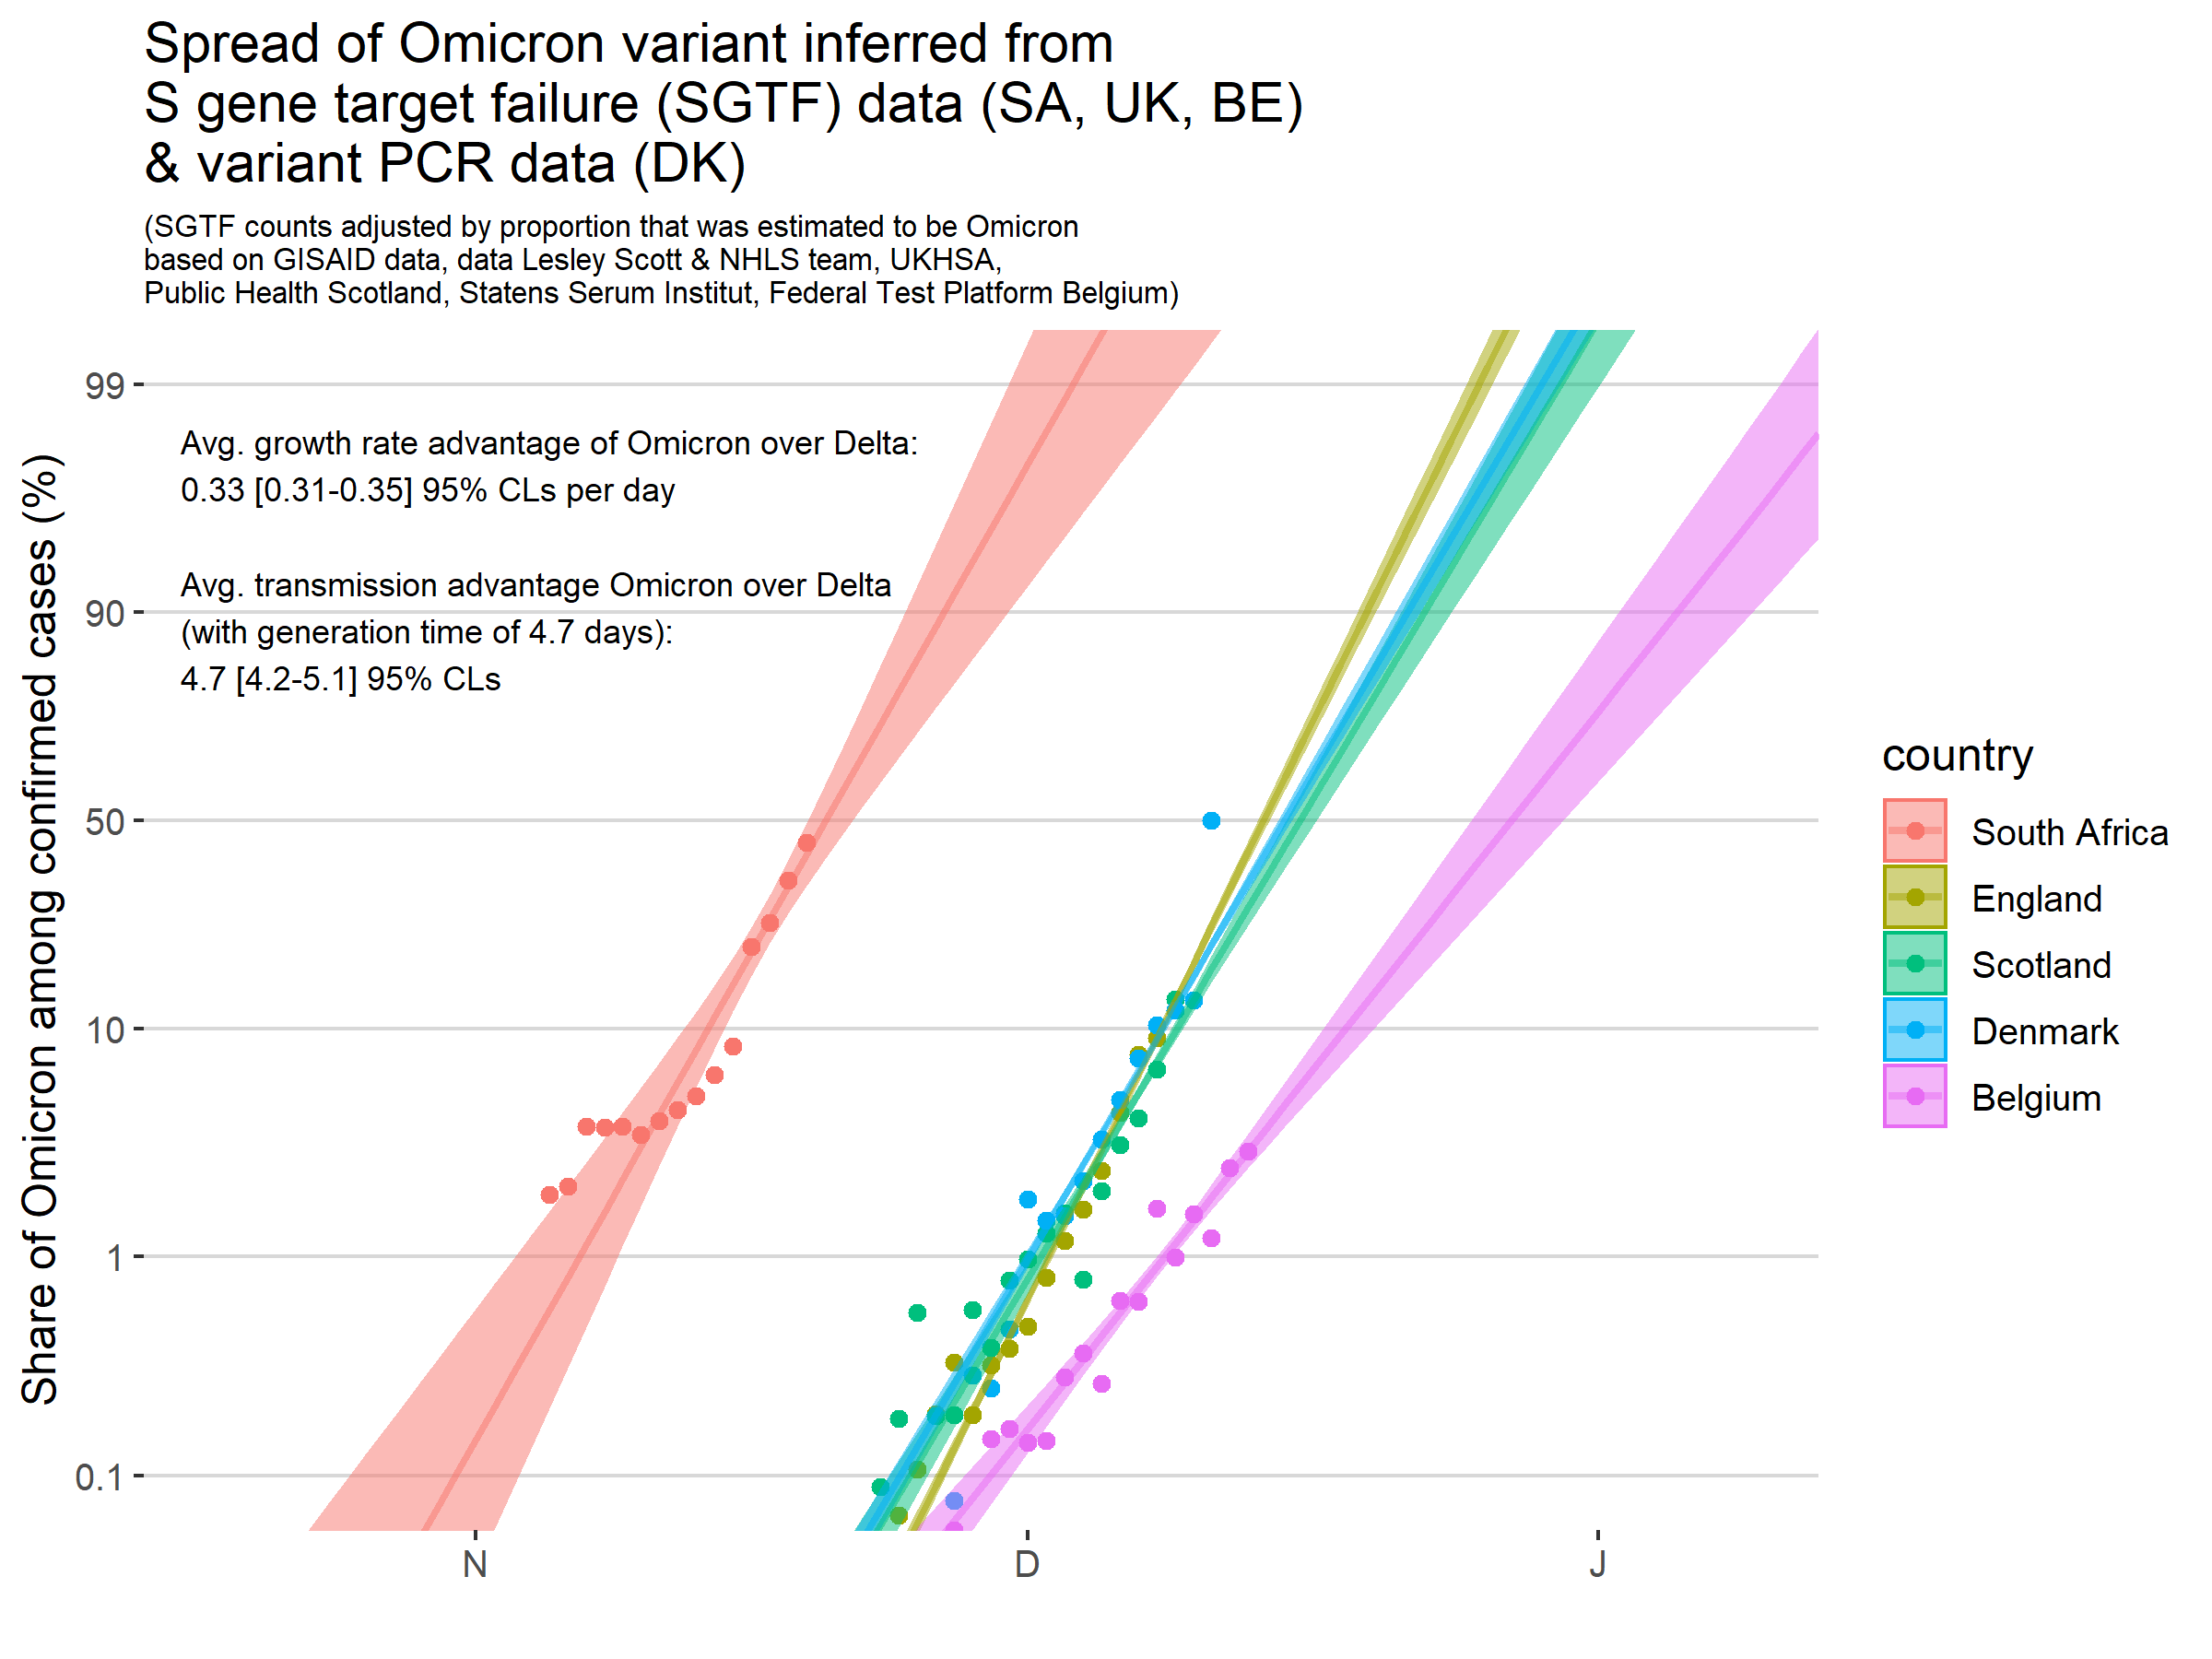 Spread of Omicron variant inferred from
S gene target failure (SGTF) data (SA, UK, BE)
& variant PCR data (DK)
(SGTF counts adjusted by proportion that was estimated to be Omicron
based on GISAID data, data Lesley Scott & NHLS team, UKHSA,
Public Health Scotland, Statens Serum Institut, Federal Test Platform Belgium)
Share of Omicron among confirmed cases (%)
99
90
50
10
1
0.1
Avg. growth rate advantage of Omicron over Delta:
0.33 [0.31-0.35] 95% CLs per day
Avg. transmission advantage Omicron over Delta
(with generation time of 4.7 days):
4.7 [4.2-5.1] 95% CLs
N
D
J
country
South Africa
England
Scotland
Denmark
Belgium